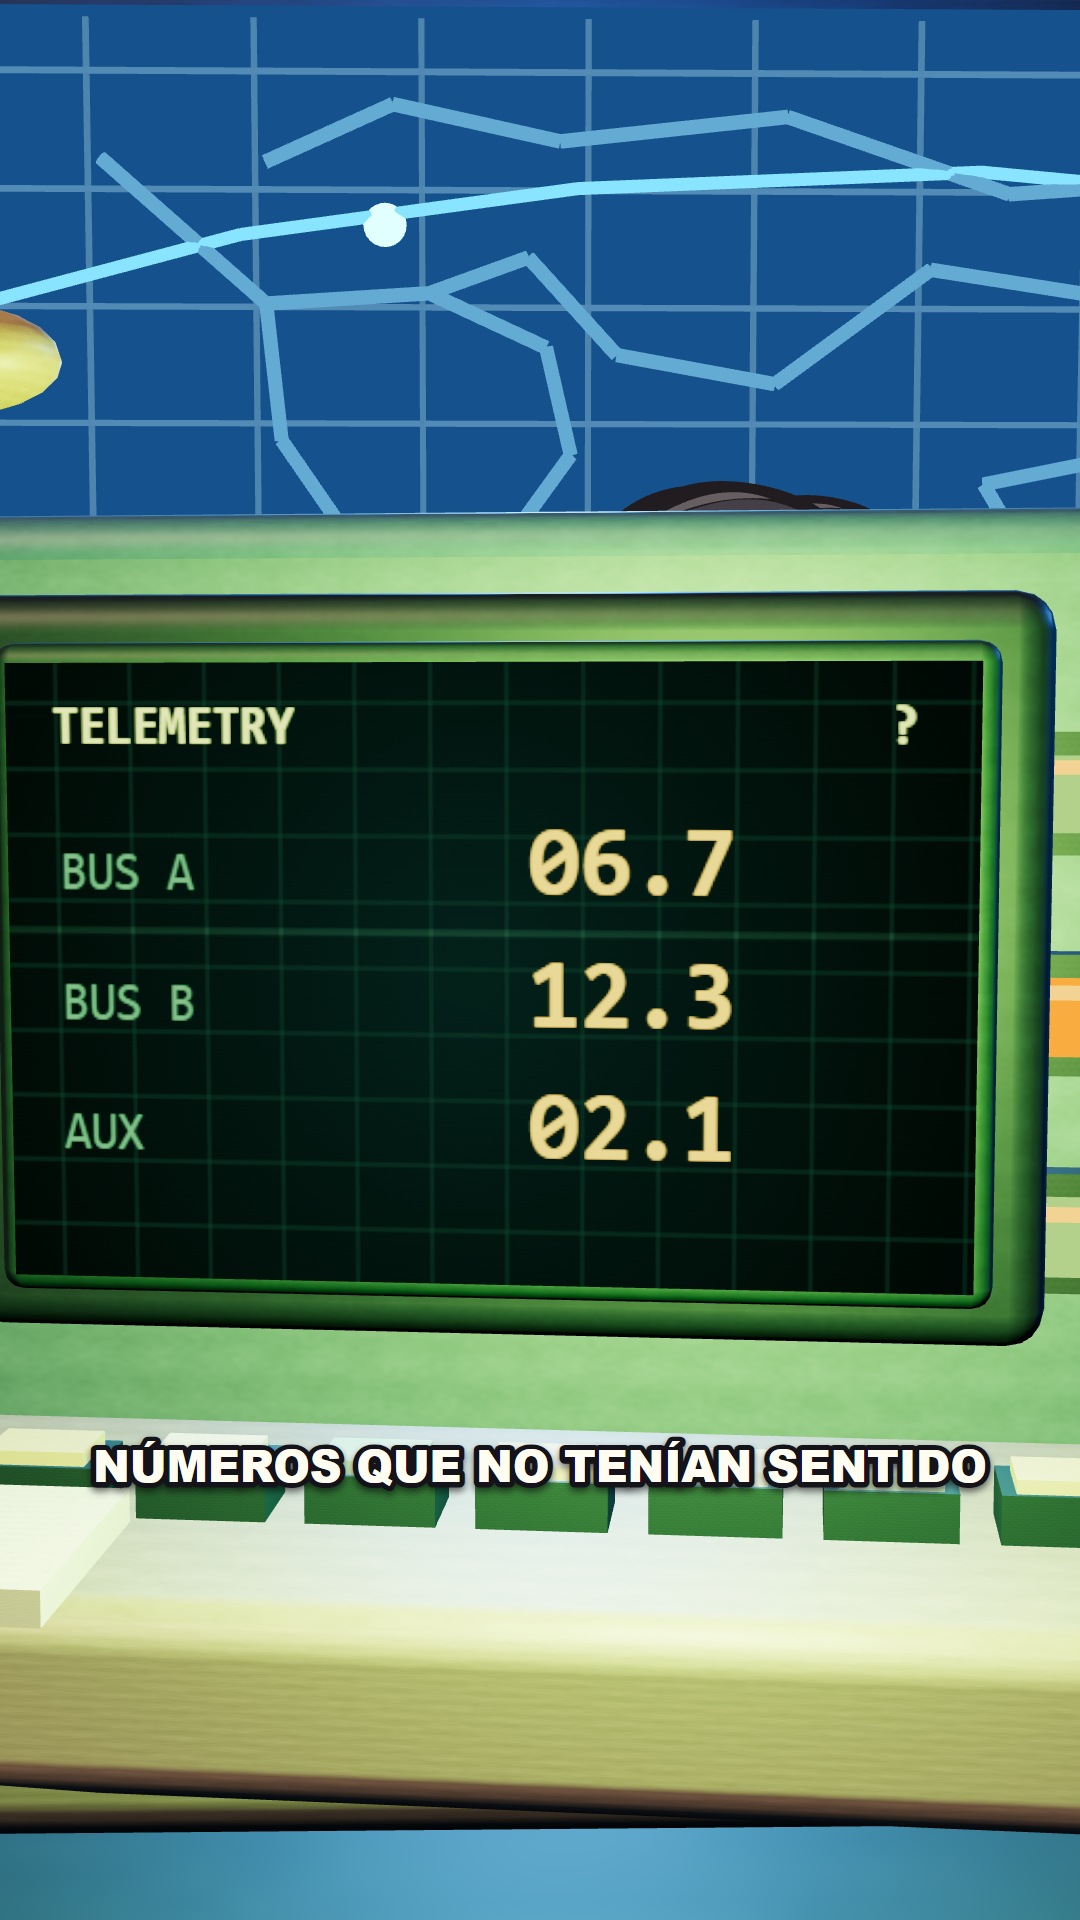 TELEMETRY ?
BUS A 06.7
BUS B 12.3
AUX 02.1
NÚMEROS QUE NO TENÍAN SENTIDO